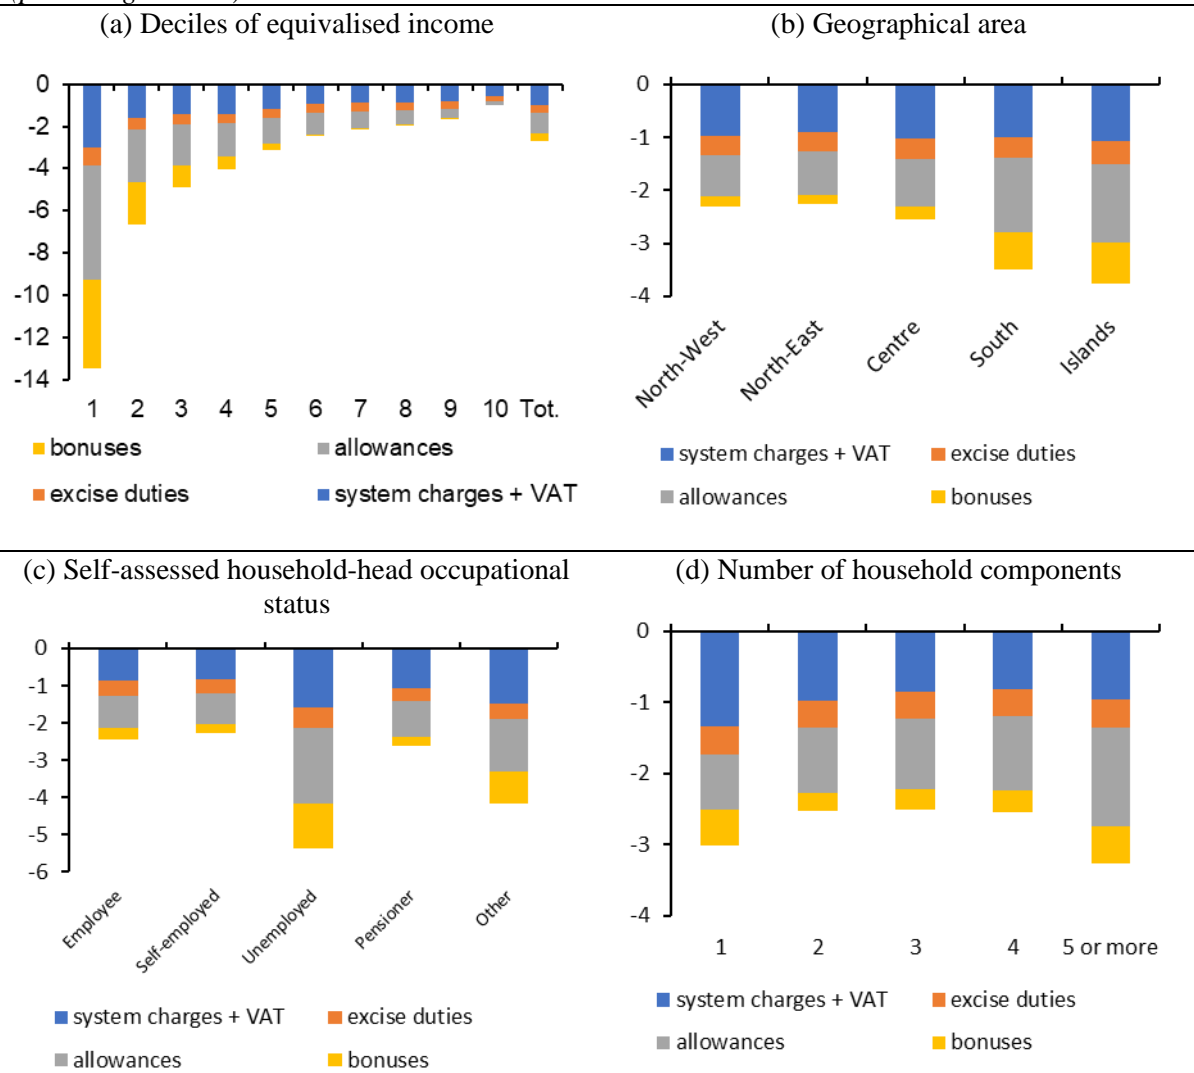 (a) Deciles of equivalised income
0
-2
-4
-6
-8
-10
-12
-14
1 2 3 4 5 6 7 8 9 10 Tot.
bonuses allowances
excise duties system charges + VAT
(b) Geographical area
0
-1
-2
-3
-4
North-West North-East Centre South Islands
system charges + VAT excise duties
allowances bonuses
(c) Self-assessed household-head occupational
status
0
-1
-2
-3
-4
-5
-6
Employee Self-employed Unemployed Pensioner Other
system charges + VAT excise duties
allowances bonuses
(d) Number of household components
0
-1
-2
-3
-4
1 2 3 4 5 or more
system charges + VAT excise duties
allowances bonuses